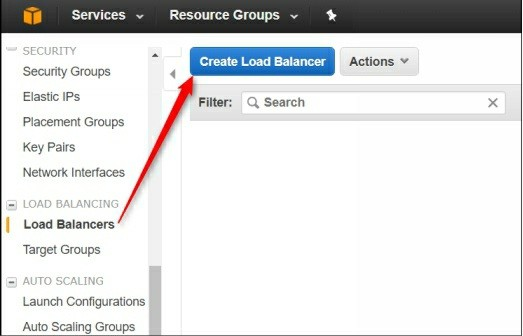 Services Resource Groups
SECURITY
Security Groups
Elastic IPs
Placement Groups
Key Pairs
Network Interfaces
LOAD BALANCING
Load Balancers
Target Groups
AUTO SCALING
Launch Configurations
Auto Scaling Groups
Create Load Balancer Actions
Filter: Search